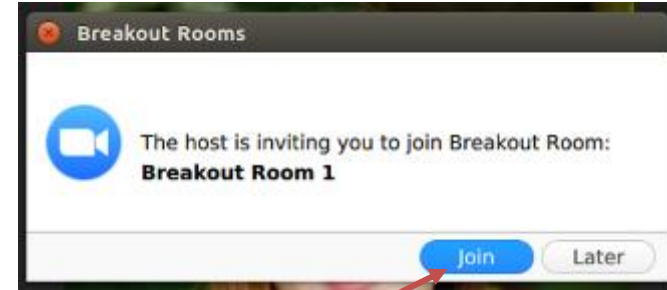 Breakout Rooms
The host is inviting you to join Breakout Room:
Breakout Room 1
Join Later